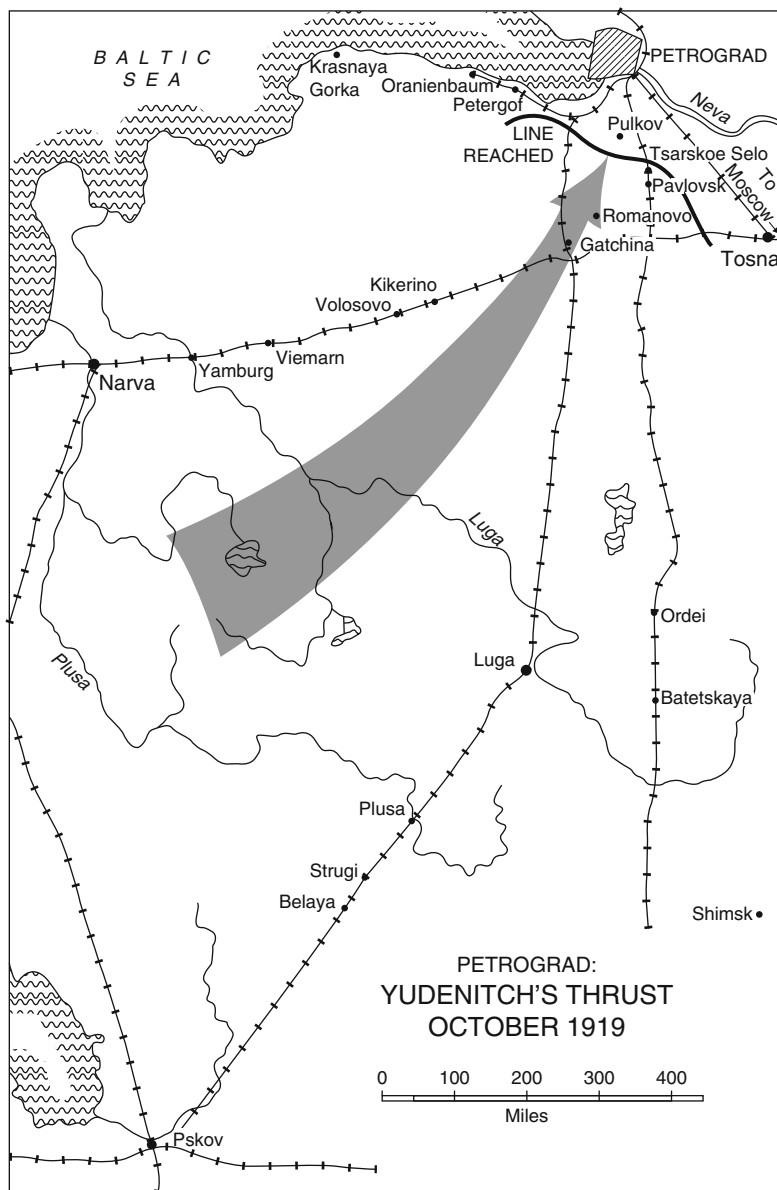 BALTIC
SEA
Krasnaya
Gorka
Oranienbaum
Petergof
PETROGRAD
Neva
LINE
REACHED
Pulkov
Tsarskoe Selo
Pavlovsk
To
Moscow
Romanovo
Gatchina
Tosna
Kikerino
Volosovo
Viemarn
Yamburg
Narva
Luga
Plusa
Ordei
Luga
Batetskaya
Plusa
Strugi
Belaya
Shimsk
PETROGRAD:
YUDENITCH'S THRUST
OCTOBER 1919
0 100 200 300 400
Miles
Pskov